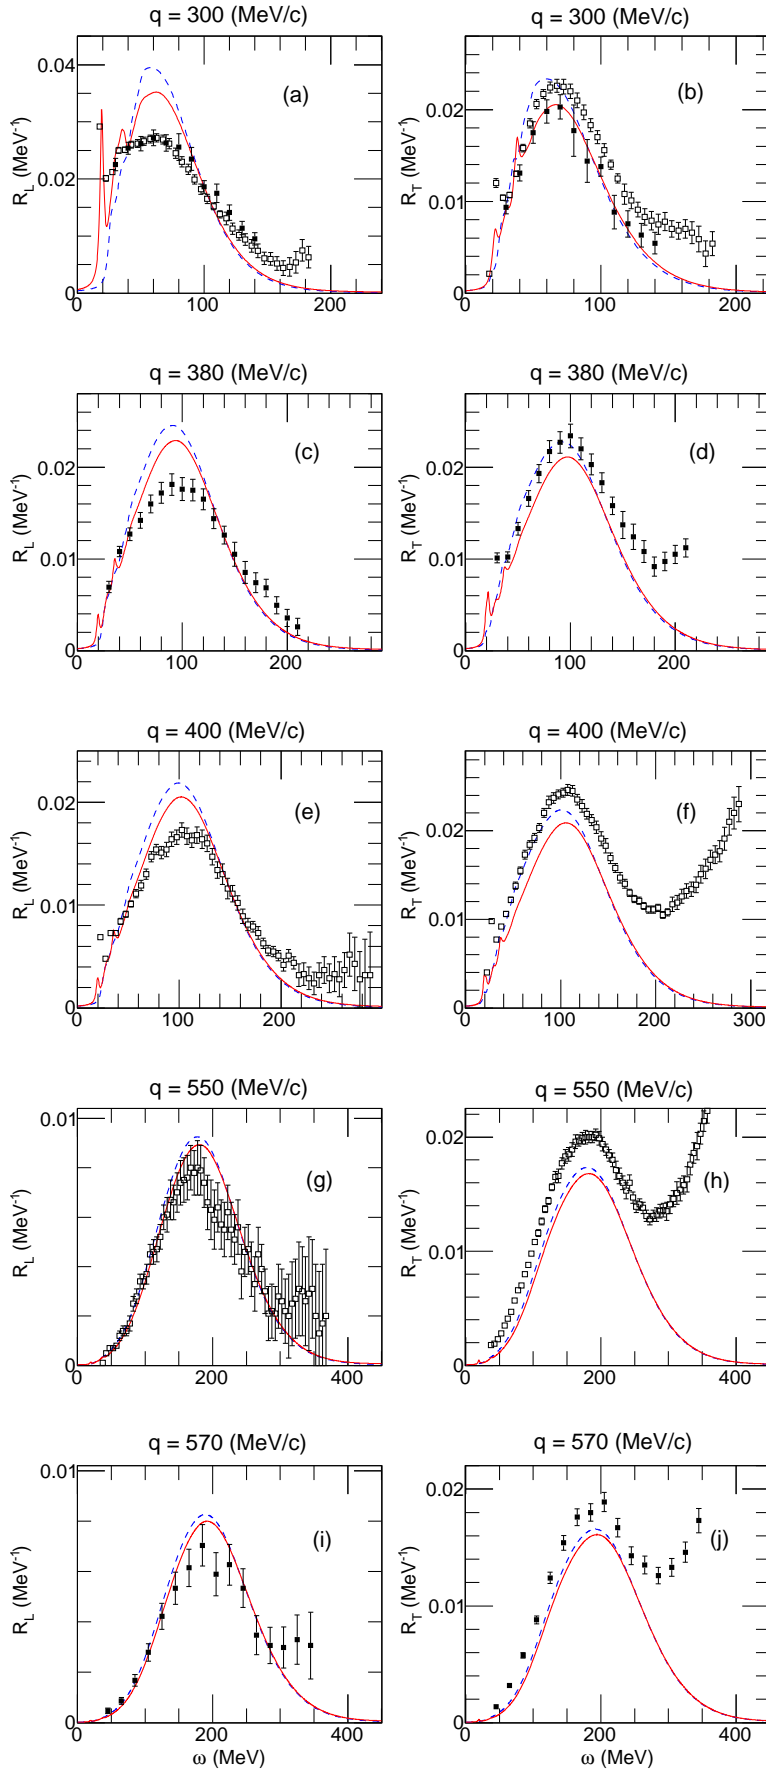 q = 300 (MeV/c)
q = 300 (MeV/c)
0.04
0.02
0
R_L (MeV⁻¹)
(a)
0 100 200
0.02
0.01
0
R_T (MeV⁻¹)
(b)
0 100 200
q = 380 (MeV/c)
q = 380 (MeV/c)
0.02
0.01
0
R_L (MeV⁻¹)
(c)
0 100 200
0.02
0.01
0
R_T (MeV⁻¹)
(d)
0 100 200
q = 400 (MeV/c)
q = 400 (MeV/c)
0.02
0.01
0
R_L (MeV⁻¹)
(e)
0 100 200
0.02
0.01
0
R_T (MeV⁻¹)
(f)
0 100 200 300
q = 550 (MeV/c)
q = 550 (MeV/c)
0.01
0
R_L (MeV⁻¹)
(g)
0 200 400
0.02
0.01
0
R_T (MeV⁻¹)
(h)
0 200 400
q = 570 (MeV/c)
q = 570 (MeV/c)
0.01
0
R_L (MeV⁻¹)
(i)
0 200 400
ω (MeV)
0.02
0.01
0
R_T (MeV⁻¹)
(j)
0 200 400
ω (MeV)